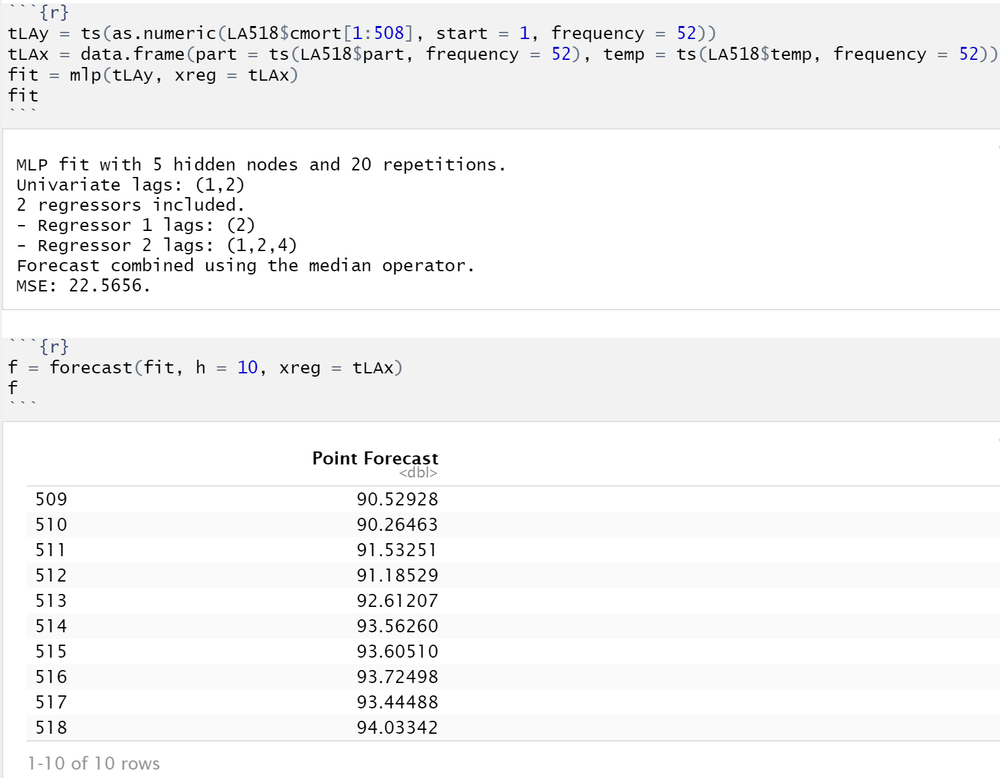 ```{r}
tLAy = ts(as.numeric(LA518$cmort[1:508], start = 1, frequency = 52))
tLAx = data.frame(part = ts(LA518$part, frequency = 52), temp = ts(LA518$temp, frequency = 52))
fit = mlp(tLAy, xreg = tLAx)
fit
```
MLP fit with 5 hidden nodes and 20 repetitions.
Univariate lags: (1,2)
2 regressors included.
- Regressor 1 lags: (2)
- Regressor 2 lags: (1,2,4)
Forecast combined using the median operator.
MSE: 22.5656.
```{r}
f = forecast(fit, h = 10, xreg = tLAx)
f
```
Point Forecast
<dbl>
509 90.52928
510 90.26463
511 91.53251
512 91.18529
513 92.61207
514 93.56260
515 93.60510
516 93.72498
517 93.44488
518 94.03342
1-10 of 10 rows